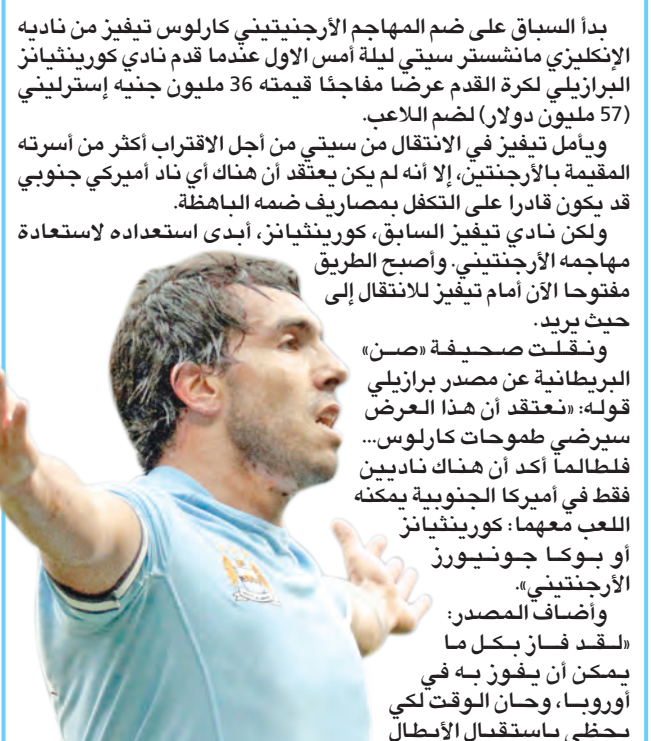 بدأ السباق على ضم المهاجم الأرجنيتيني كارلوس تيفيز من ناديه
الإنكليزي مانشستر سيتي ليلة أمس الاول عندما قدم نادي كورينثيانز
البرازيلي لكرة القدم عرضا مفاجئا قيمته 36 مليون جنيه إسترليني
(57 مليون دولار) لضم اللاعب.
ويأمل تيفيز في الانتقال من سيتي من أجل الاقتراب أكثر من أسرته
المقيمة بالأرجنتين، إلا أنه لم يكن يعتقد أن هناك أي ناد أميركي جنوبي
قد يكون قادرا على التكفل بمصاريف ضمه الباهظة.
ولكن نادي تيفيز السابق، كورينثيانز، أبدى استعداده لاستعادة
مهاجمه الأرجنتيني. وأصبح الطريق
مفتوحا الآن أمام تيفيز للانتقال إلى
حيث يريد.
ونقلت صحيفة «صن»
البريطانية عن مصدر برازيلي
قوله: «نعتقد أن هذا العرض
سيرضي طموحات كارلوس...
فلطالما أكد أن هناك ناديين
فقط في أميركا الجنوبية يمكنه
اللعب معهما: كورينثيانز
أو بوكا جونيورز
الأرجنتيني».
وأضاف المصدر:
«لقد فاز بكل ما
يمكن أن يفوز به في
أوروبا، وحان الوقت لكي
يحظى باستقبال الأبطال